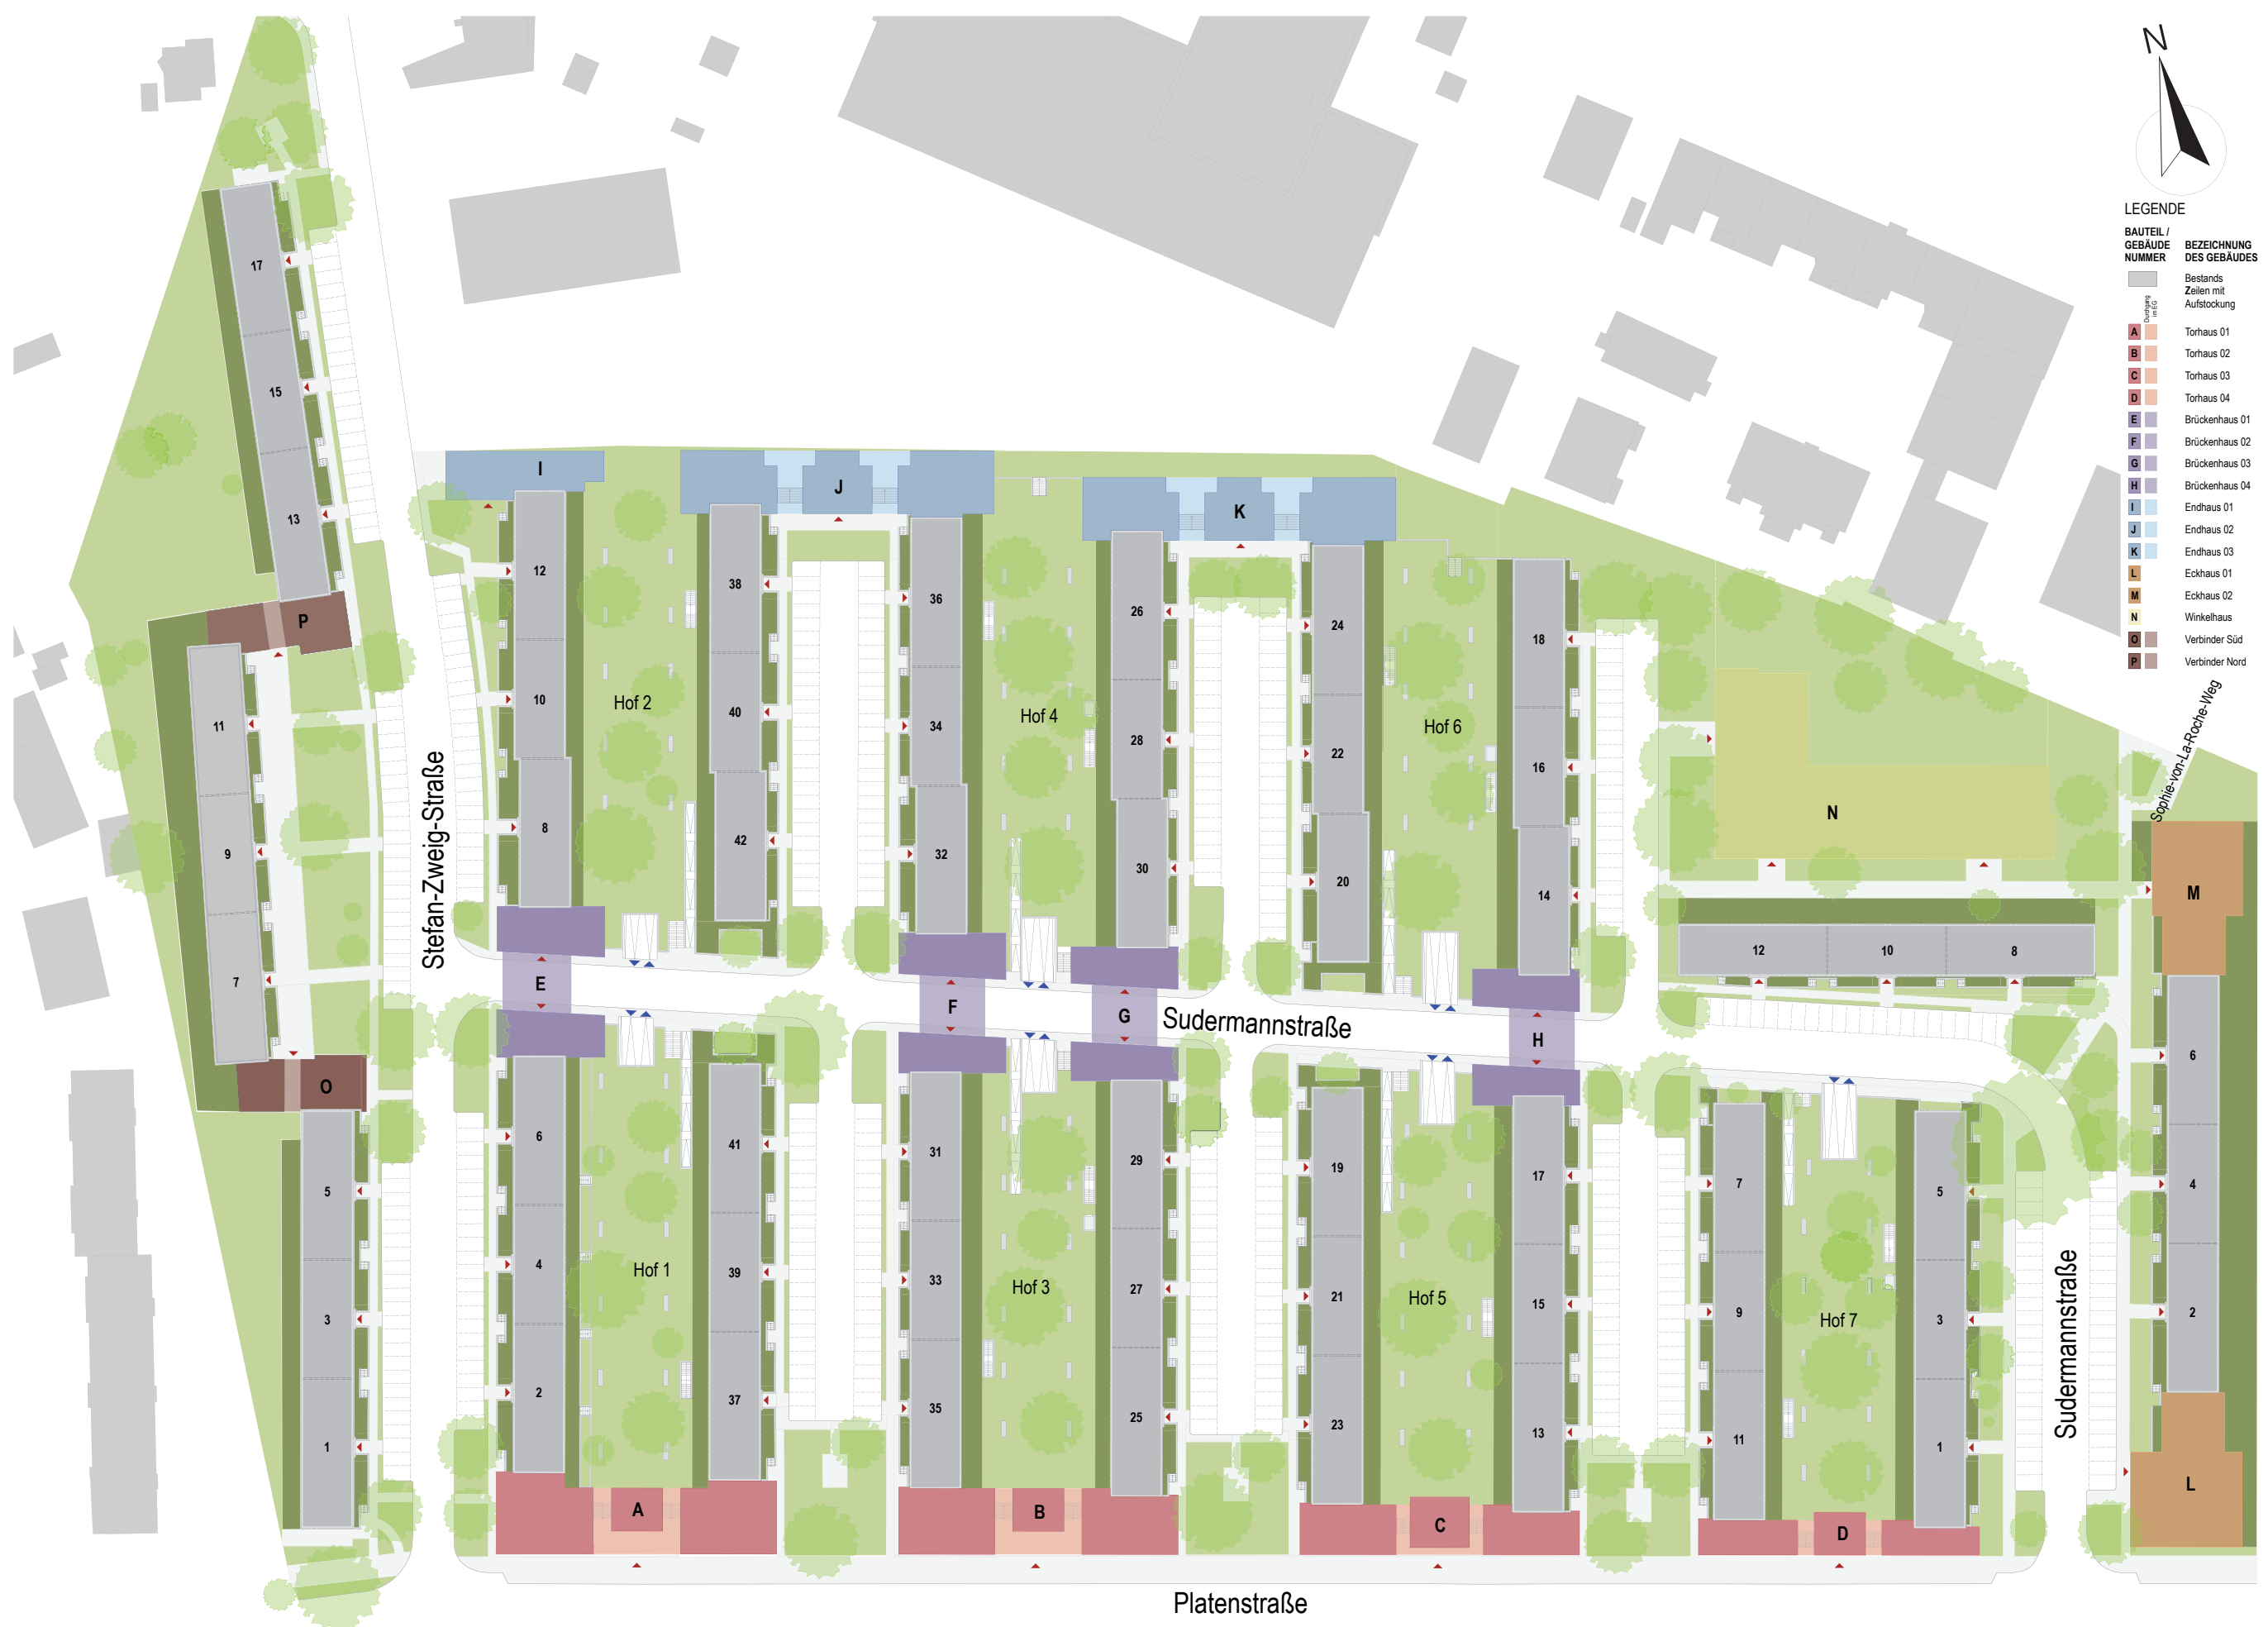 N
LEGENDE
BAUTEIL /
GEBÄUDE
NUMMER
BEZEICHNUNG
DES GEBÄUDES
Bestands
Zeilen mit
Aufstockung
Durchgang
im EG
A Torhaus 01
B Torhaus 02
C Torhaus 03
D Torhaus 04
E Brückenhaus 01
F Brückenhaus 02
G Brückenhaus 03
H Brückenhaus 04
I Endhaus 01
J Endhaus 02
K Endhaus 03
L Eckhaus 01
M Eckhaus 02
N Winkelhaus
O Verbinder Süd
P Verbinder Nord
Sophie-von-La-Roche-Weg
17
15
13
P
11
9
7
O
5
3
1
Stefan-Zweig-Straße
I
12
10
8
E
6
4
2
Hof 2
Hof 1
A
J
38
40
42
41
39
37
36
34
32
F
31
33
35
Hof 4
Hof 3
B
K
26
28
30
G
29
27
25
Sudermannstraße
24
22
20
19
21
23
Hof 6
Hof 5
C
18
16
14
H
17
15
13
N
12
10
8
7
9
11
Hof 7
D
5
3
1
Sudermannstraße
M
6
4
2
L
Platenstraße